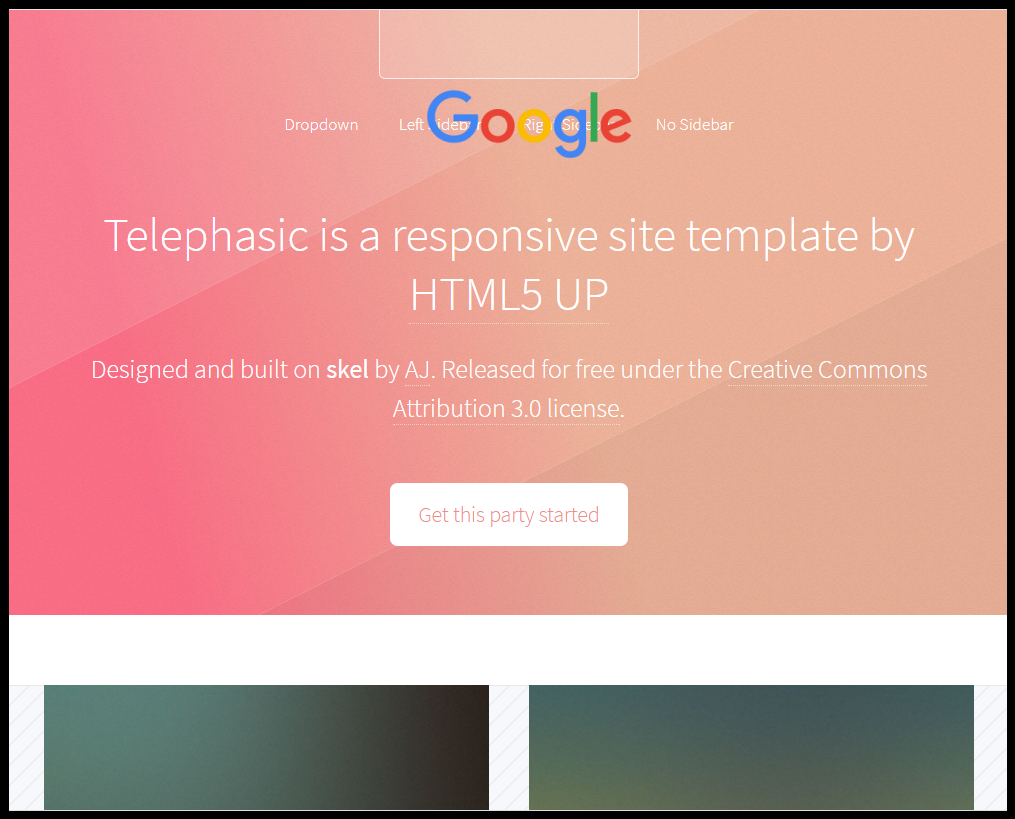 Google
Dropdown Left Sidebar Right Sidebar No Sidebar
Telephasic is a responsive site template by
HTML5 UP
Designed and built on skel by AJ. Released for free under the Creative Commons
Attribution 3.0 license.
Get this party started